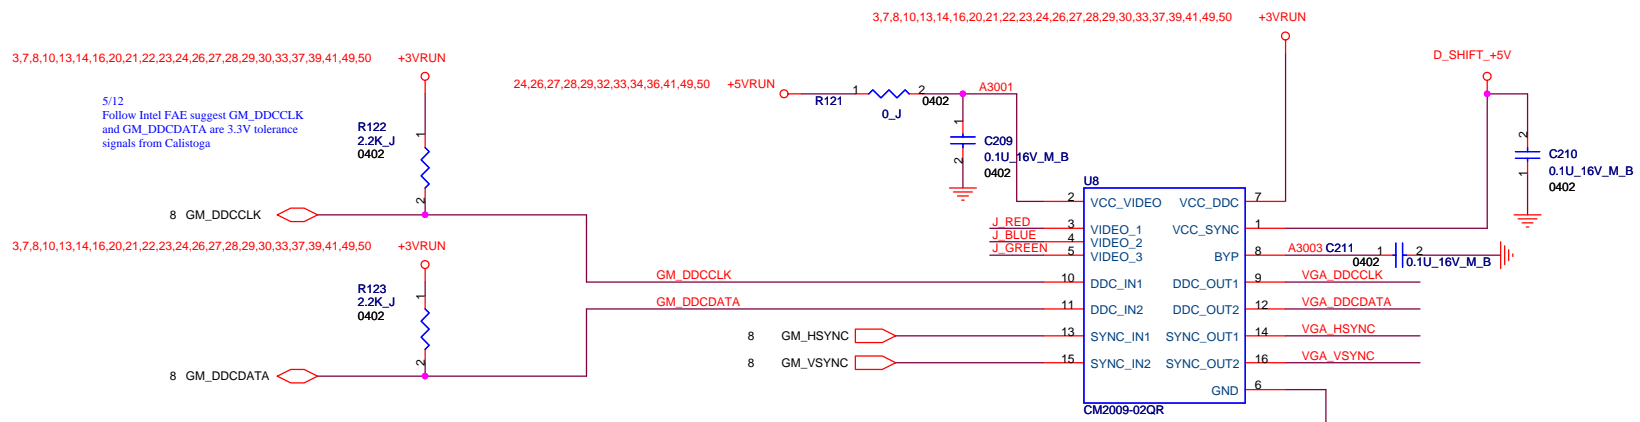 3,7,8,10,13,14,16,20,21,22,23,24,26,27,28,29,30,33,37,39,41,49,50 +3VRUN
D_SHIFT_+5V
3,7,8,10,13,14,16,20,21,22,23,24,26,27,28,29,30,33,37,39,41,49,50 +3VRUN
24,26,27,28,29,32,33,34,36,41,49,50 +5VRUN
R121 1 2 0402 A3001
0_J
5/12
Follow Intel FAE suggest GM_DDCCLK
and GM_DDCDATA are 3.3V tolerance
signals from Calistoga
R122
2.2K_J
0402
1
2
1
C209
0.1U_16V_M_B
0402
2
2
C210
0.1U_16V_M_B
0402
1
U8
8 GM_DDCCLK
2 VCC_VIDEO VCC_DDC 7
J_RED 3 VIDEO_1 VCC_SYNC 1
J_BLUE 4 VIDEO_2
J_GREEN 5 VIDEO_3 BYP 8 A3003 C211 1 2
0402 0.1U_16V_M_B
3,7,8,10,13,14,16,20,21,22,23,24,26,27,28,29,30,33,37,39,41,49,50 +3VRUN
GM_DDCCLK 10 DDC_IN1 DDC_OUT1 9 VGA_DDCCLK
R123
2.2K_J
0402
1
2
GM_DDCDATA 11 DDC_IN2 DDC_OUT2 12 VGA_DDCDATA
8 GM_HSYNC 13 SYNC_IN1 SYNC_OUT1 14 VGA_HSYNC
8 GM_VSYNC 15 SYNC_IN2 SYNC_OUT2 16 VGA_VSYNC
8 GM_DDCDATA
GND 6
CM2009-02QR